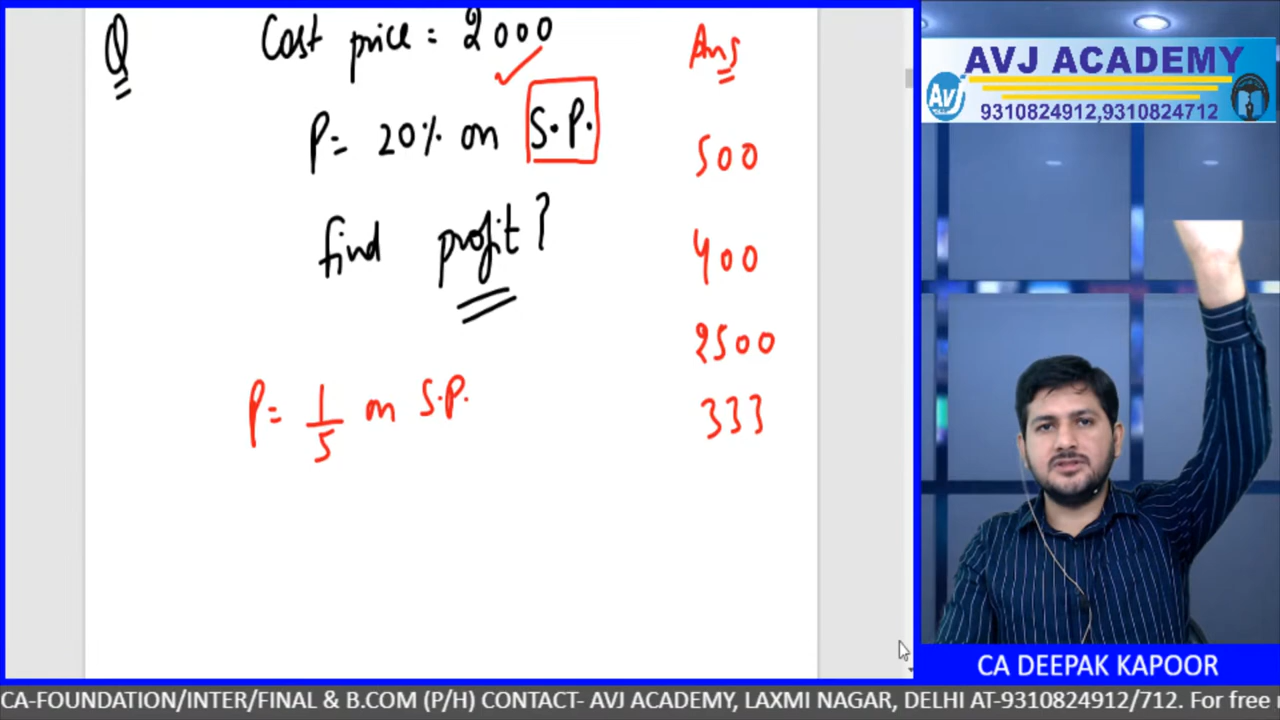 Q Cost price = 2000
P = 20% on S.P.
find profit?
P = 1/5 on S.P.
Ans
500
400
2500
333
AVJ ACADEMY
AVJ
9310824912,9310824712
CA DEEPAK KAPOOR
CA-FOUNDATION/INTER/FINAL & B.COM (P/H) CONTACT- AVJ ACADEMY, LAXMI NAGAR, DELHI AT-9310824912/712. For free